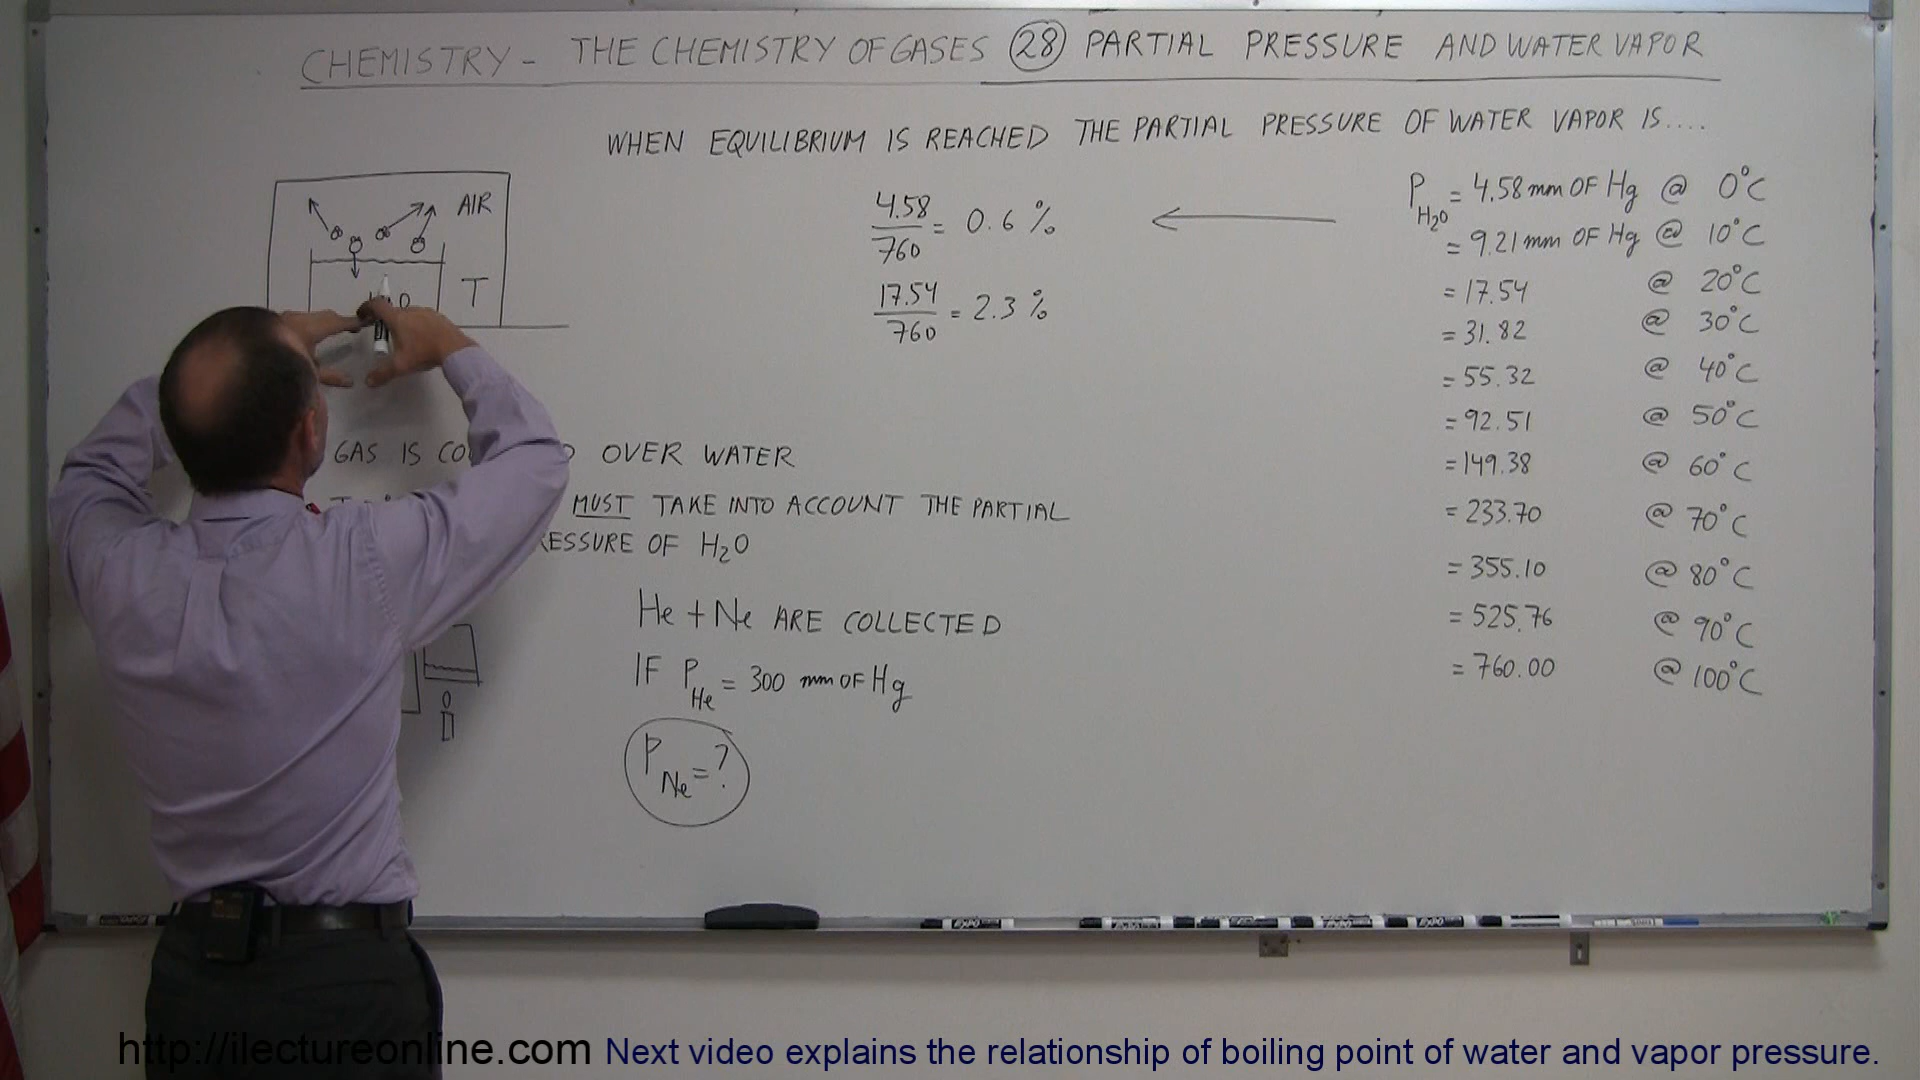 CHEMISTRY - THE CHEMISTRY OF GASES 28 PARTIAL PRESSURE AND WATER VAPOR
WHEN EQUILIBRIUM IS REACHED THE PARTIAL PRESSURE OF WATER VAPOR IS....
AIR
T
4.58/760 = 0.6 %
17.54/760 = 2.3 %
P H2O = 4.58 mm OF Hg @ 0°C
= 9.21 mm OF Hg @ 10°C
= 17.54 @ 20°C
= 31.82 @ 30°C
= 55.32 @ 40°C
= 92.51 @ 50°C
= 149.38 @ 60°C
= 233.70 @ 70°C
= 355.10 @ 80°C
= 525.76 @ 90°C
= 760.00 @ 100°C
GAS IS OVER WATER
MUST TAKE INTO ACCOUNT THE PARTIAL
RESSURE OF H2O
He + Ne ARE COLLECTED
IF P He = 300 mm OF Hg
P Ne = ?
http://ilectureonline.com Next video explains the relationship of boiling point of water and vapor pressure.